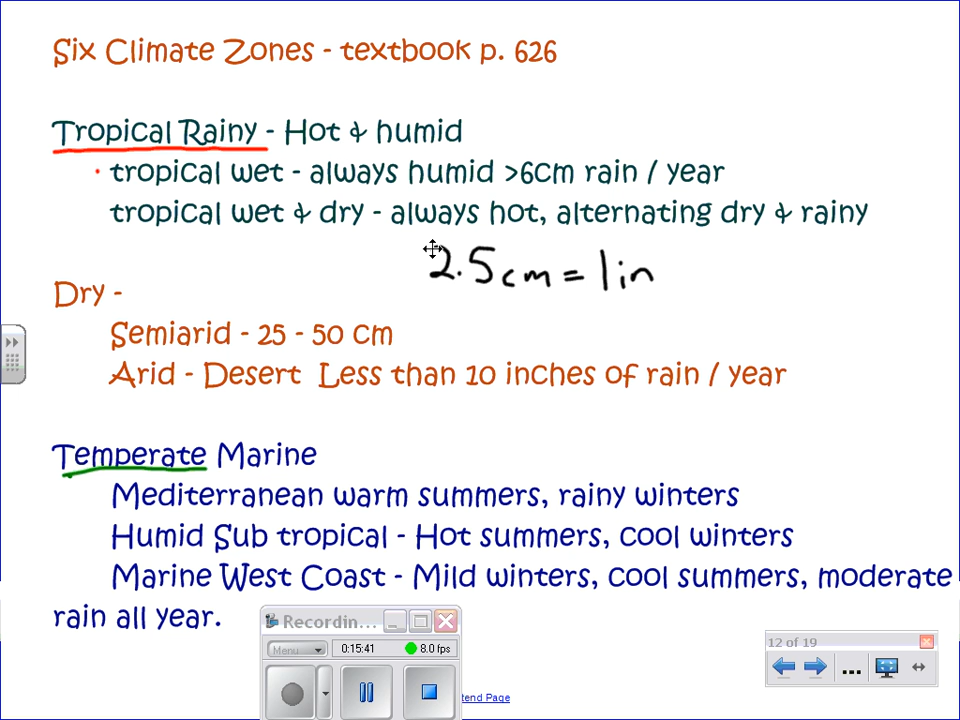 Six Climate Zones - textbook p. 626
Tropical Rainy - Hot & humid
tropical wet - always humid >6cm rain / year
tropical wet & dry - always hot, alternating dry & rainy
2.5cm = 1in
Dry -
Semiarid - 25 - 50 cm
Arid - Desert Less than 10 inches of rain / year
Temperate Marine
Mediterranean warm summers, rainy winters
Humid Sub tropical - Hot summers, cool winters
Marine West Coast - Mild winters, cool summers, moderate
rain all year.
Recordin...
Menu 0:15:41 8.0 fps
12 of 19
...
tend Page